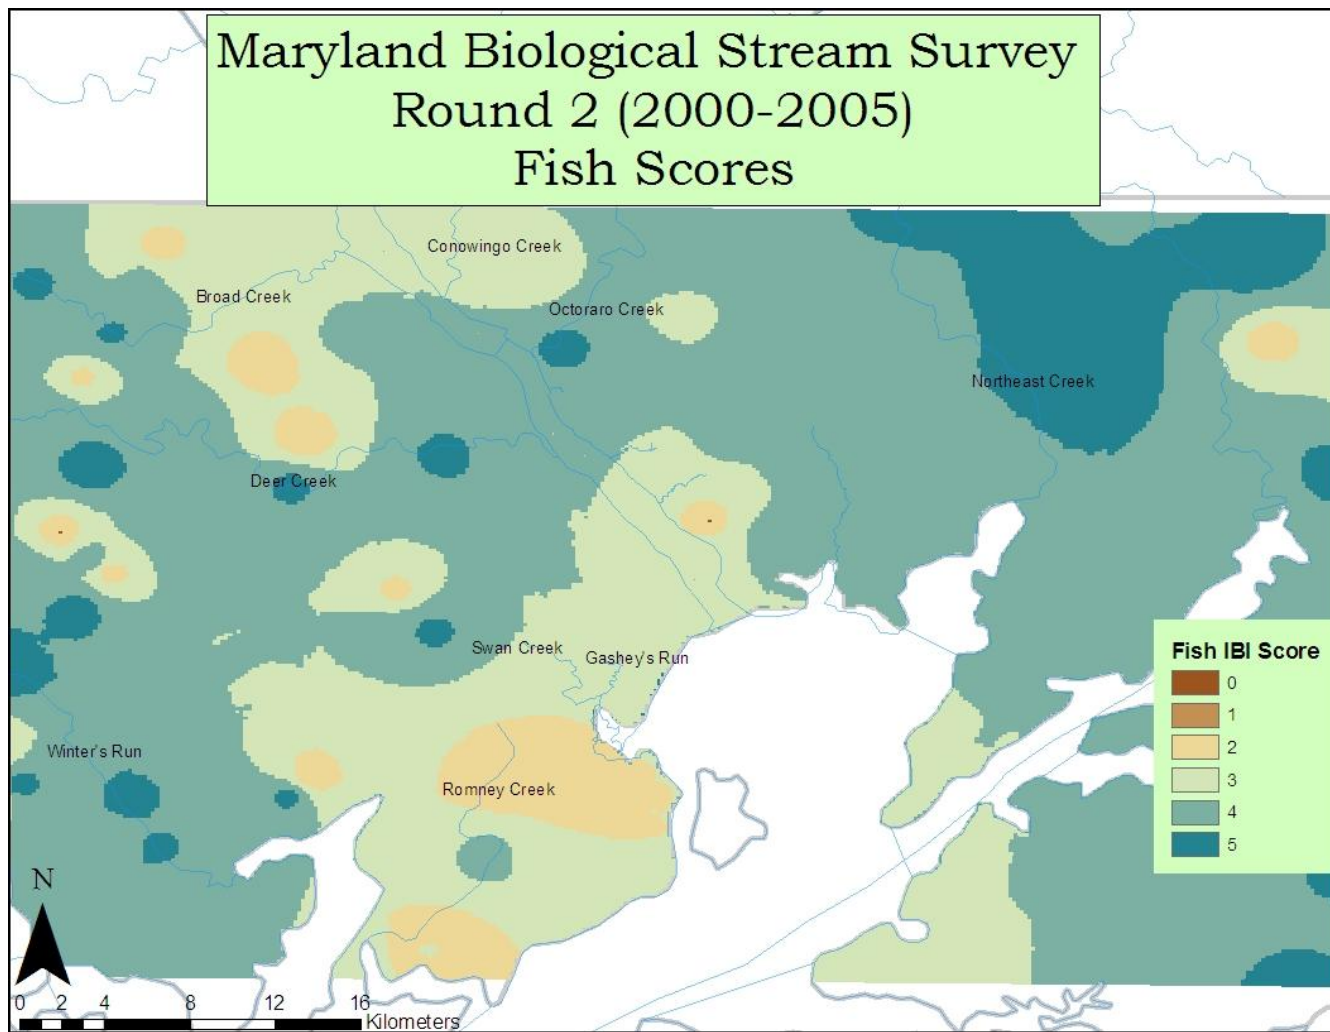 Maryland Biological Stream Survey
Round 2 (2000-2005)
Fish Scores
Conowingo Creek
Broad Creek
Octoraro Creek
Northeast Creek
Deer Creek
Swan Creek
Gashey's Run
Winter's Run
Romney Creek
Fish IBI Score
0
1
2
3
4
5
N
0 2 4 8 12 16
Kilometers